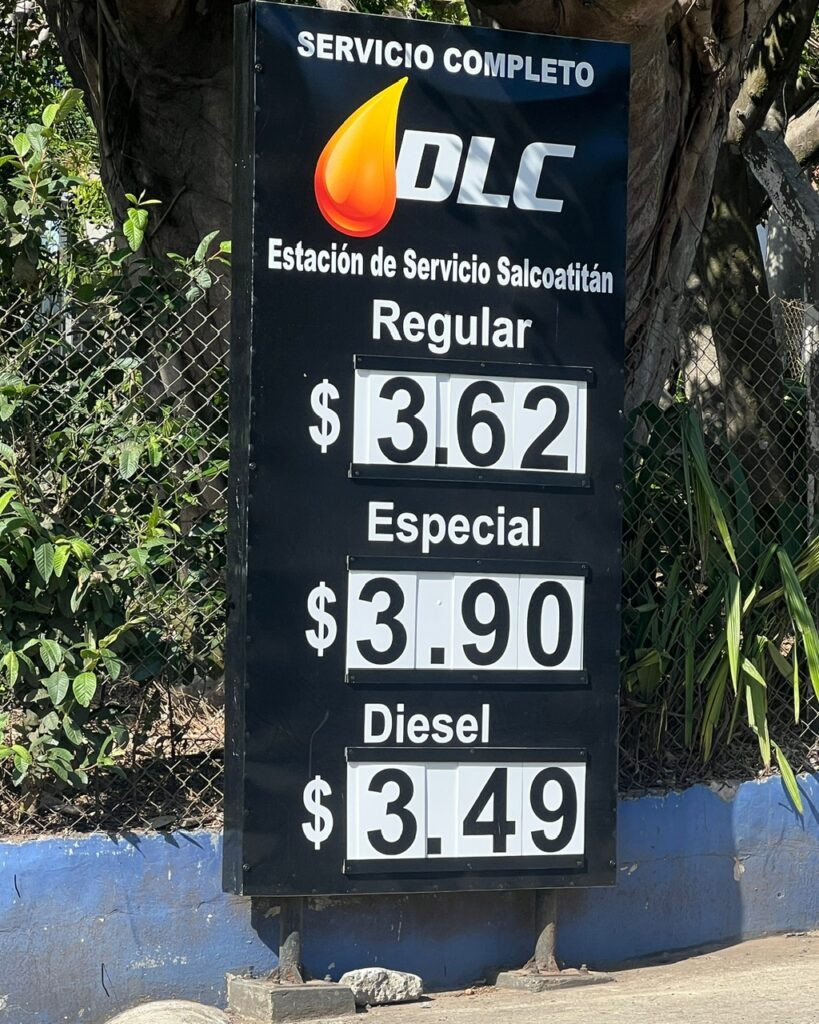 SERVICIO COMPLETO
DLC
Estación de Servicio Salcoatitán
Regular
$ 3.62
Especial
$ 3.90
Diesel
$ 3.49